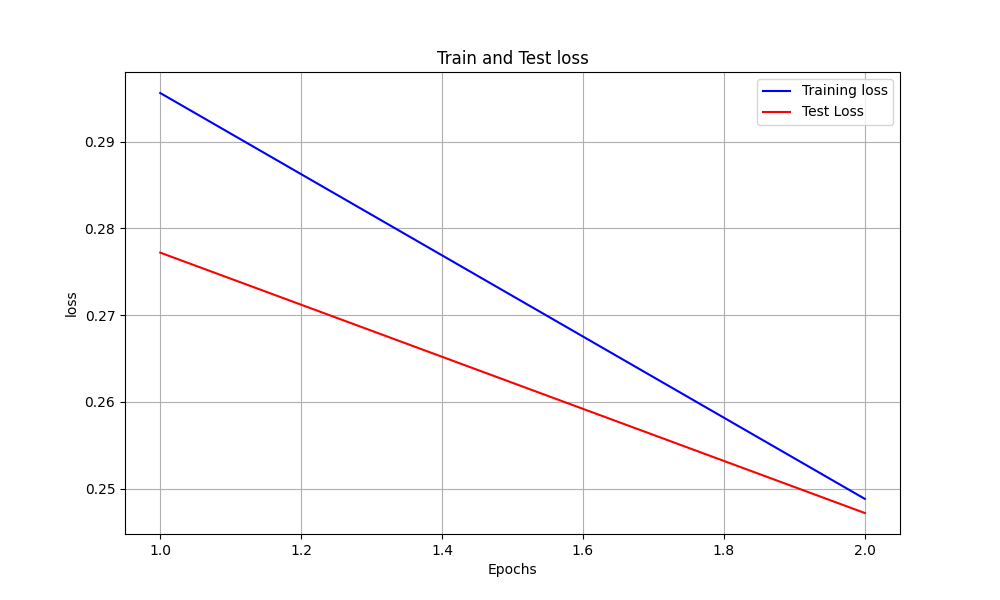 Train and Test loss
Training loss
Test Loss
0.29
0.28
0.27
0.26
0.25
loss
1.0 1.2 1.4 1.6 1.8 2.0
Epochs